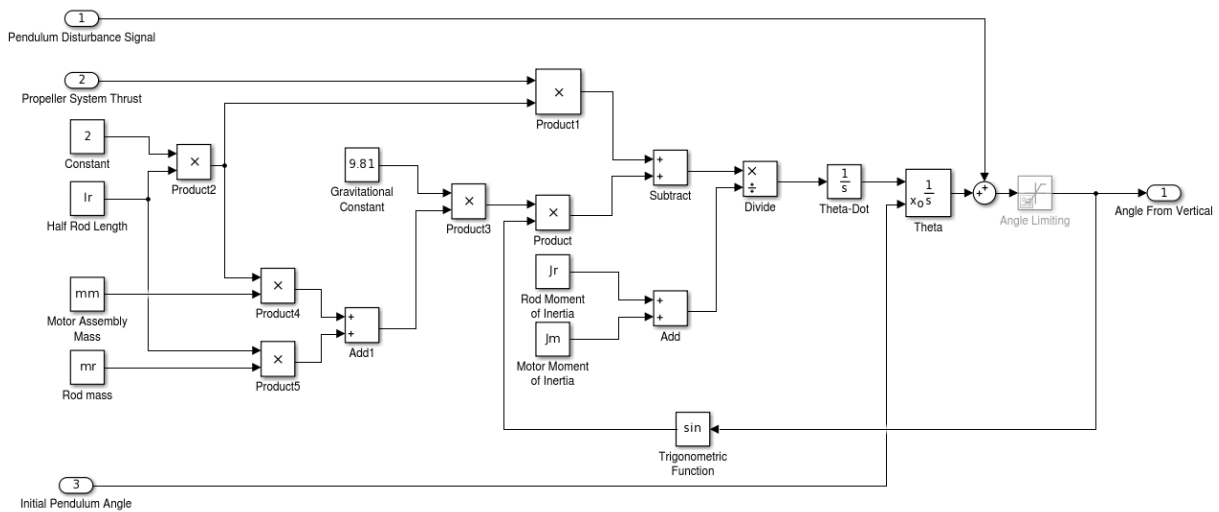 1
Pendulum Disturbance Signal
2
Propeller System Thrust
×
Product1
2
Constant
×
Product2
9.81
Gravitational
Constant
+
+
Subtract
×
÷
Divide
1
s
Theta-Dot
xo
1
s
Theta
+
+
Angle Limiting
1
Angle From Vertical
lr
Half Rod Length
×
Product3
×
Product
mm
Motor Assembly
Mass
×
Product4
Jr
Rod Moment
of Inertia
+
+
Add
+
+
Add1
Jm
Motor Moment
of Inertia
mr
Rod mass
×
Product5
sin
Trigonometric
Function
3
Initial Pendulum Angle